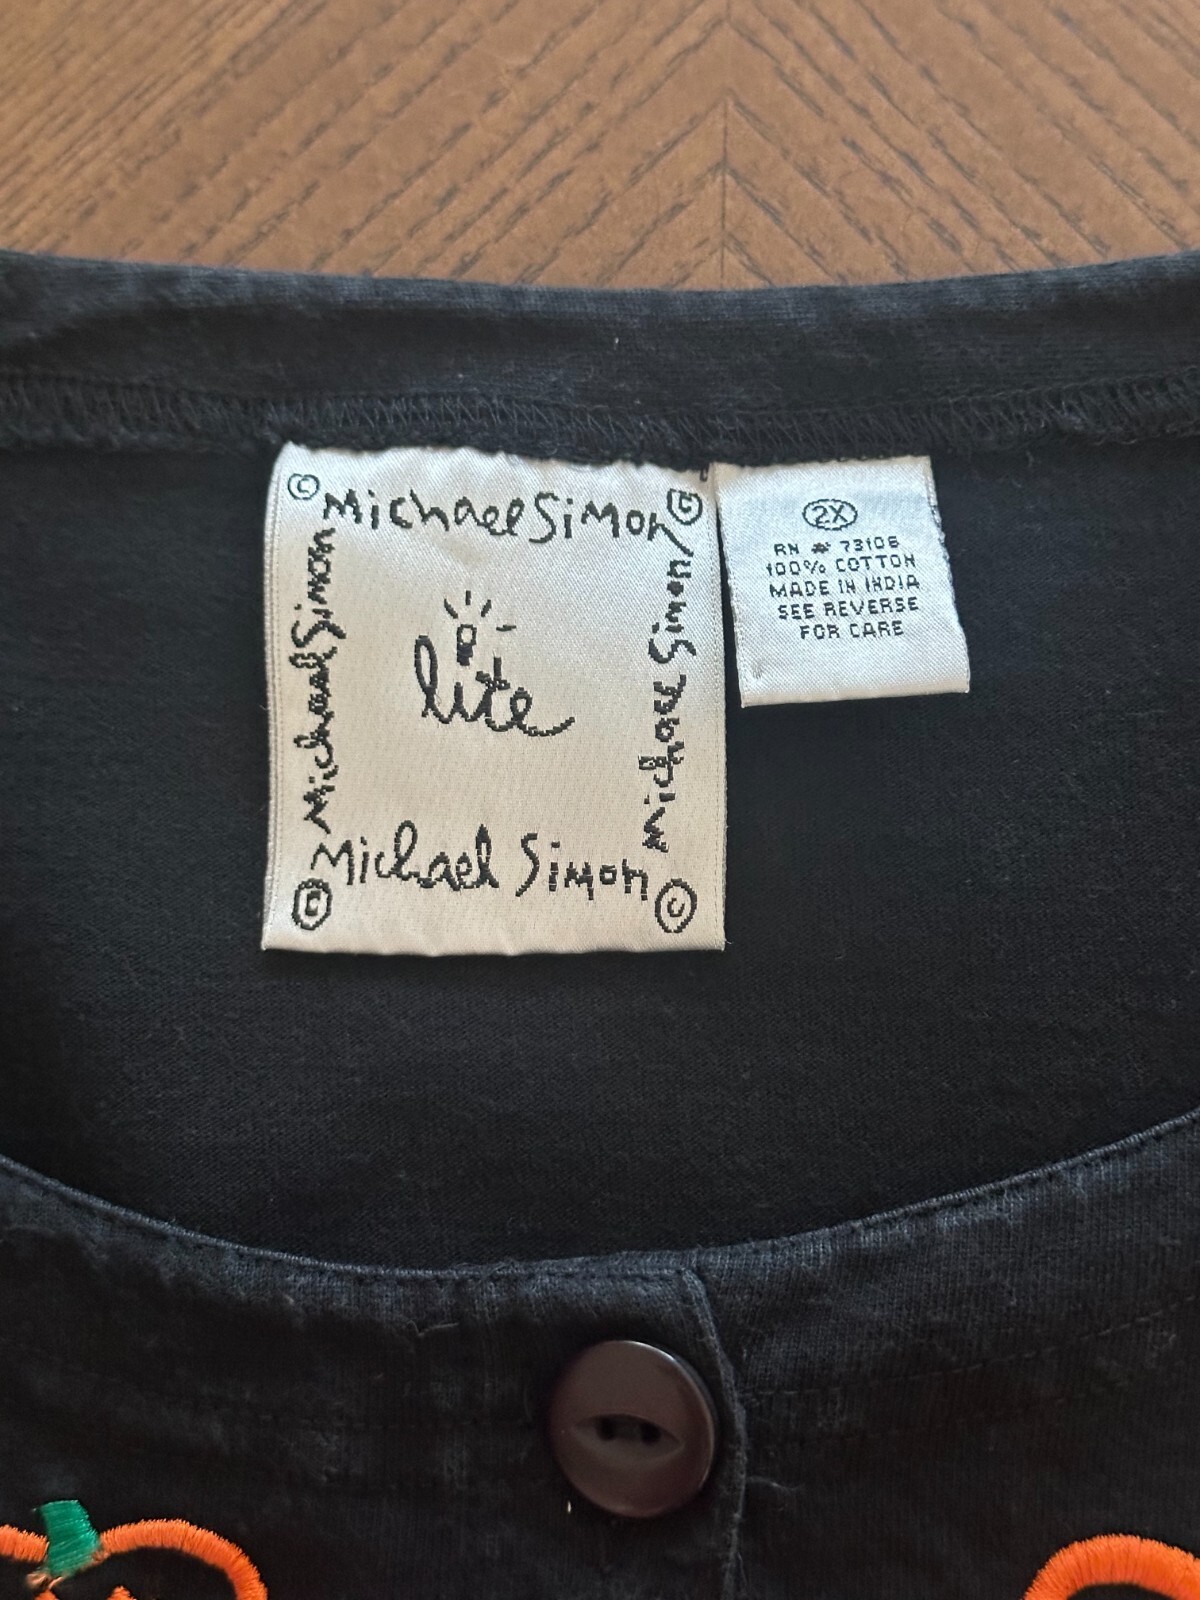 © Michael Simon ©
Michael Simon
Michael Simon
lite
© Michael Simon ©
2X
RN # 73106
100% COTTON
MADE IN INDIA
SEE REVERSE
FOR CARE